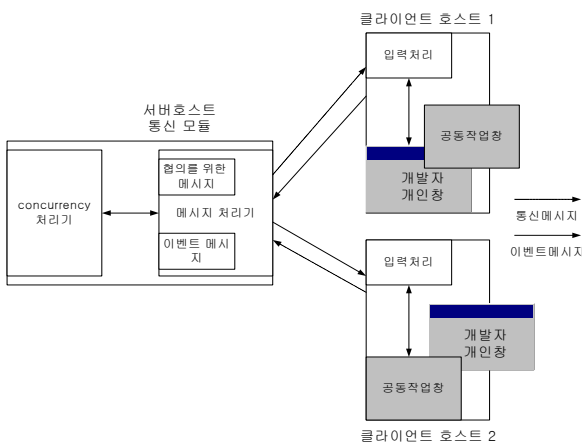 클라이언트 호스트 1
입력처리
공동작업창
개발자
개인창
서버호스트
통신 모듈
concurrency
처리기
협의를 위한
메시지
메시지 처리기
이벤트 메시
지
통신메시지
이벤트메시지
입력처리
개발자
개인창
공동작업창
클라이언트 호스트 2